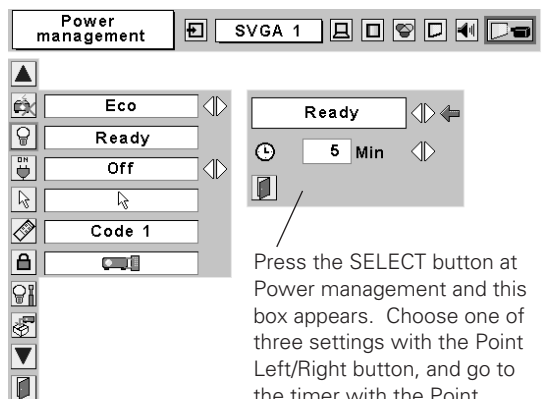 Power
management
SVGA 1
Eco
Ready
ON
Off
Code 1
Ready
5 Min
Press the SELECT button at
Power management and this
box appears. Choose one of
three settings with the Point
Left/Right button, and go to
the timer with the Point